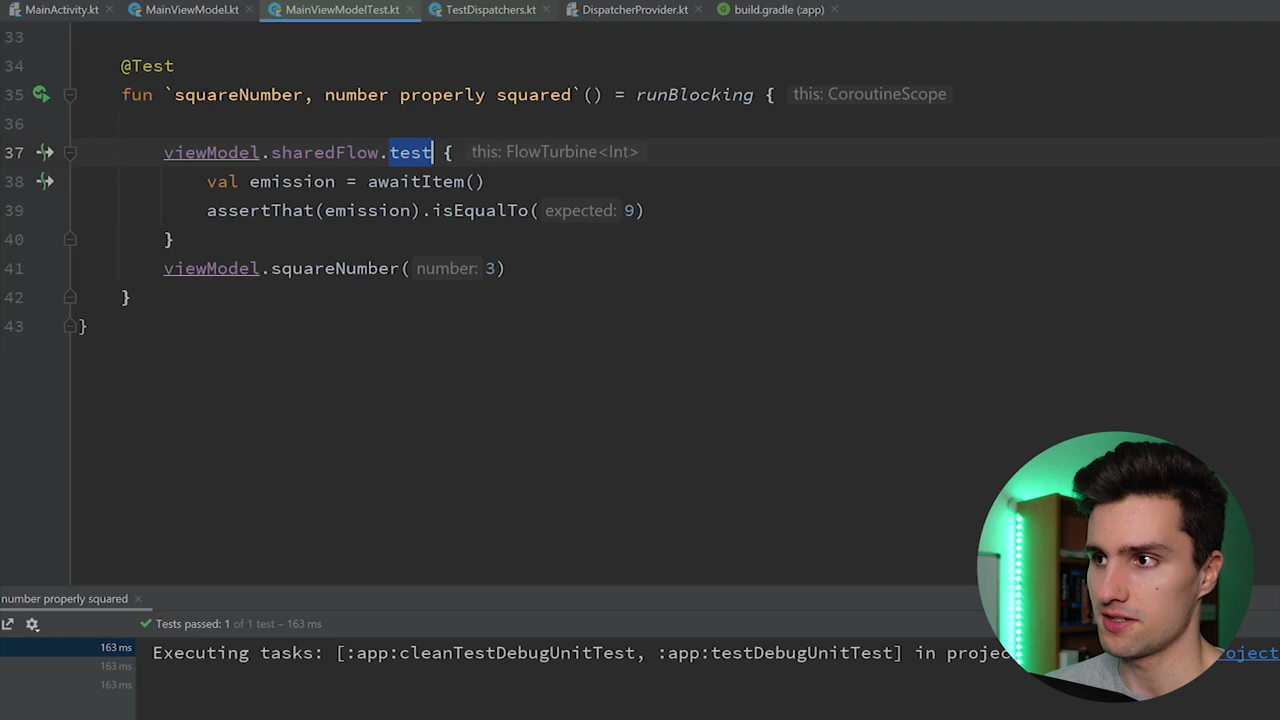 MainActivity.kt MainViewModel.kt MainViewModelTest.kt TestDispatchers.kt DispatcherProvider.kt build.gradle (:app)
33
34 @Test
35 fun `squareNumber, number properly squared`() = runBlocking { this: CoroutineScope
36
37 viewModel.sharedFlow.test { this: FlowTurbine<Int>
38 val emission = awaitItem()
39 assertThat(emission).isEqualTo( expected: 9)
40 }
41 viewModel.squareNumber( number: 3)
42 }
43 }
number properly squared
Tests passed: 1 of 1 test – 163 ms
163 ms Executing tasks: [:app:cleanTestDebugUnitTest, :app:testDebugUnitTest] in projec roject
163 ms
163 ms